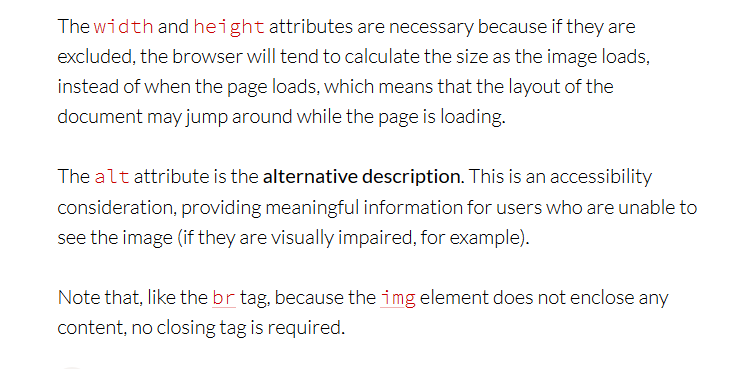 The width and height attributes are necessary because if they are
excluded, the browser will tend to calculate the size as the image loads,
instead of when the page loads, which means that the layout of the
document may jump around while the page is loading.
The alt attribute is the alternative description. This is an accessibility
consideration, providing meaningful information for users who are unable to
see the image (if they are visually impaired, for example).
Note that, like the br tag, because the img element does not enclose any
content, no closing tag is required.